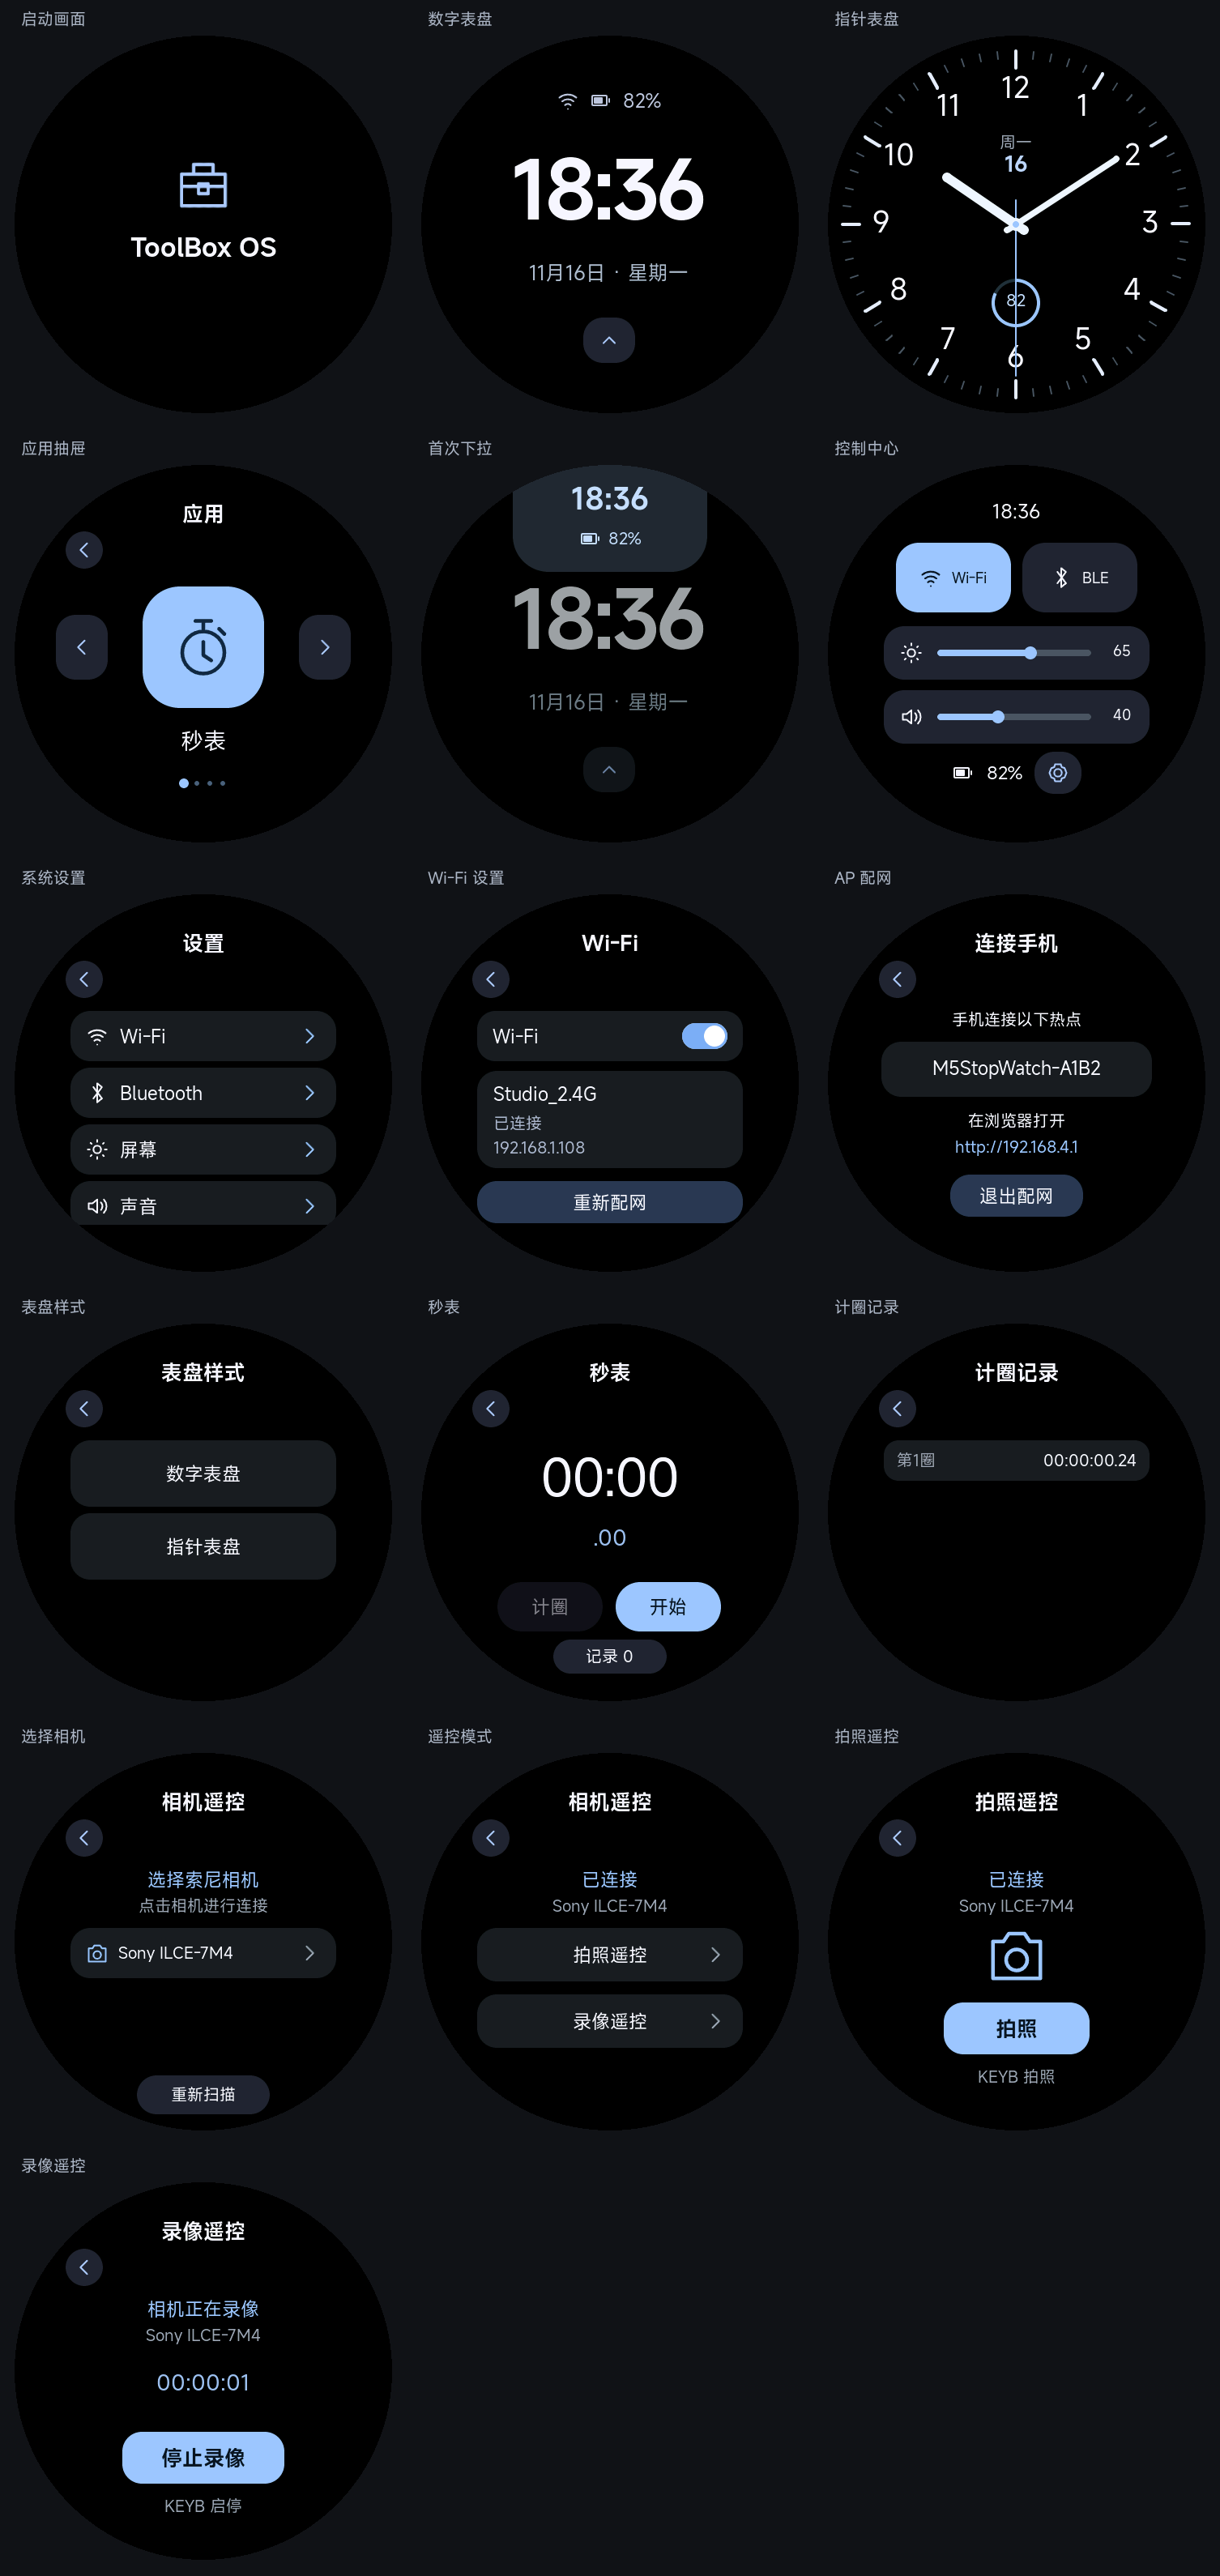 启动画面
ToolBox OS
数字表盘
82%
18:36
11月16日 · 星期一
指针表盘
12
11
1
周一
16
10
2
9
3
8
4
82
7
5
6
应用抽屉
应用
秒表
首次下拉
18:36
82%
18:36
11月16日 · 星期一
控制中心
18:36
Wi-Fi
BLE
65
40
82%
系统设置
设置
Wi-Fi
Bluetooth
屏幕
声音
Wi-Fi 设置
Wi-Fi
Wi-Fi
Studio_2.4G
已连接
192.168.1.108
重新配网
AP 配网
连接手机
手机连接以下热点
M5StopWatch-A1B2
在浏览器打开
http://192.168.4.1
退出配网
表盘样式
表盘样式
数字表盘
指针表盘
秒表
秒表
00:00
.00
计圈
开始
记录 0
计圈记录
计圈记录
第1圈
00:00:00.24
选择相机
相机遥控
选择索尼相机
点击相机进行连接
Sony ILCE-7M4
重新扫描
遥控模式
相机遥控
已连接
Sony ILCE-7M4
拍照遥控
录像遥控
拍照遥控
拍照遥控
已连接
Sony ILCE-7M4
拍照
KEYB 拍照
录像遥控
录像遥控
相机正在录像
Sony ILCE-7M4
00:00:01
停止录像
KEYB 启停